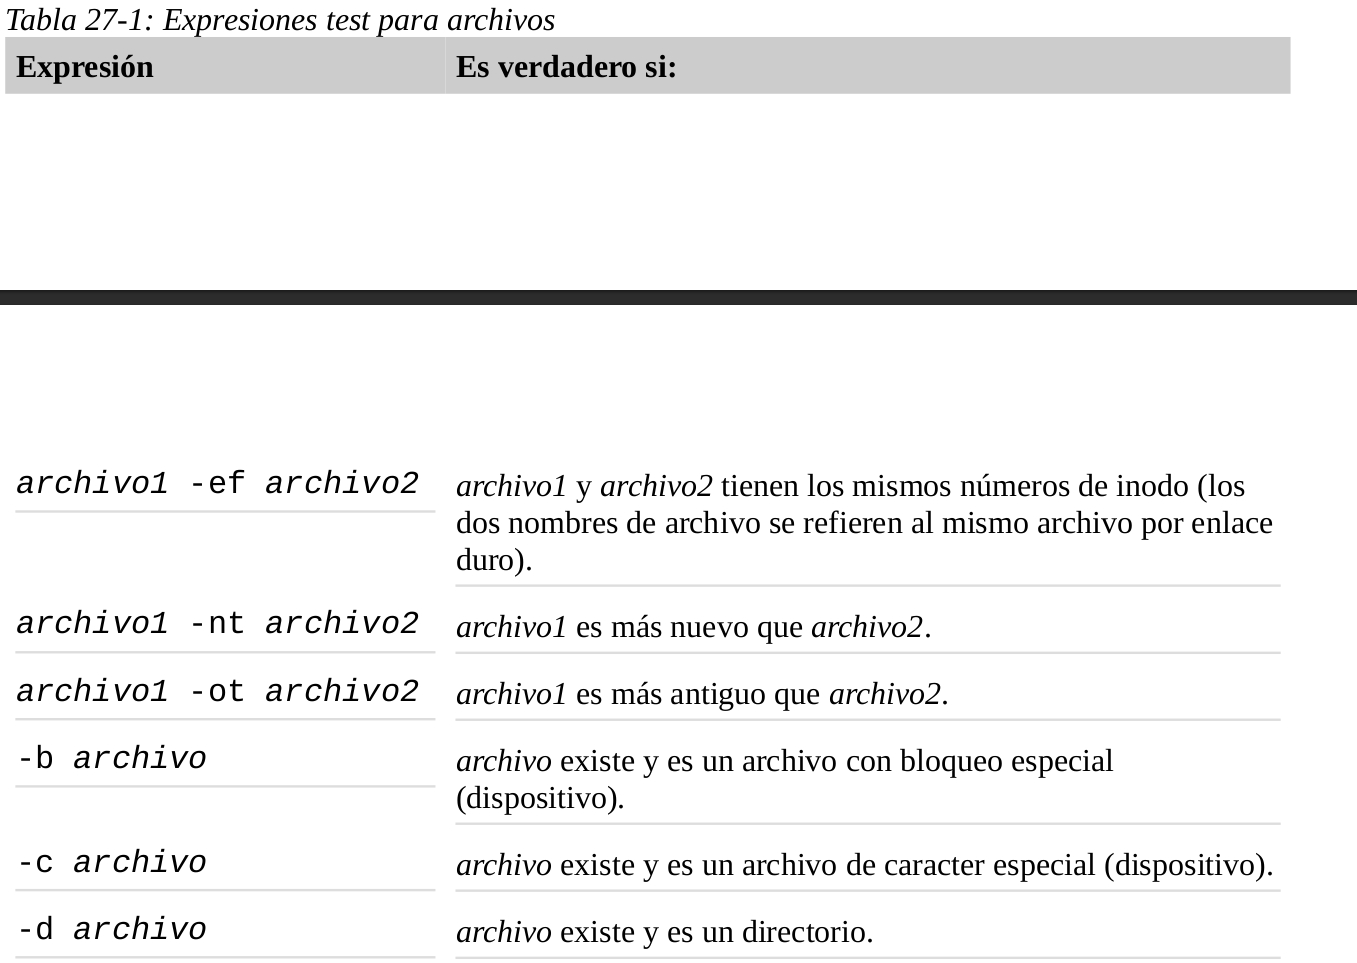 Tabla 27-1: Expresiones test para archivos
Expresión Es verdadero si:
archivo1 -ef archivo2 archivo1 y archivo2 tienen los mismos números de inodo (los
dos nombres de archivo se refieren al mismo archivo por enlace
duro).
archivo1 -nt archivo2 archivo1 es más nuevo que archivo2.
archivo1 -ot archivo2 archivo1 es más antiguo que archivo2.
-b archivo archivo existe y es un archivo con bloqueo especial
(dispositivo).
-c archivo archivo existe y es un archivo de caracter especial (dispositivo).
-d archivo archivo existe y es un directorio.